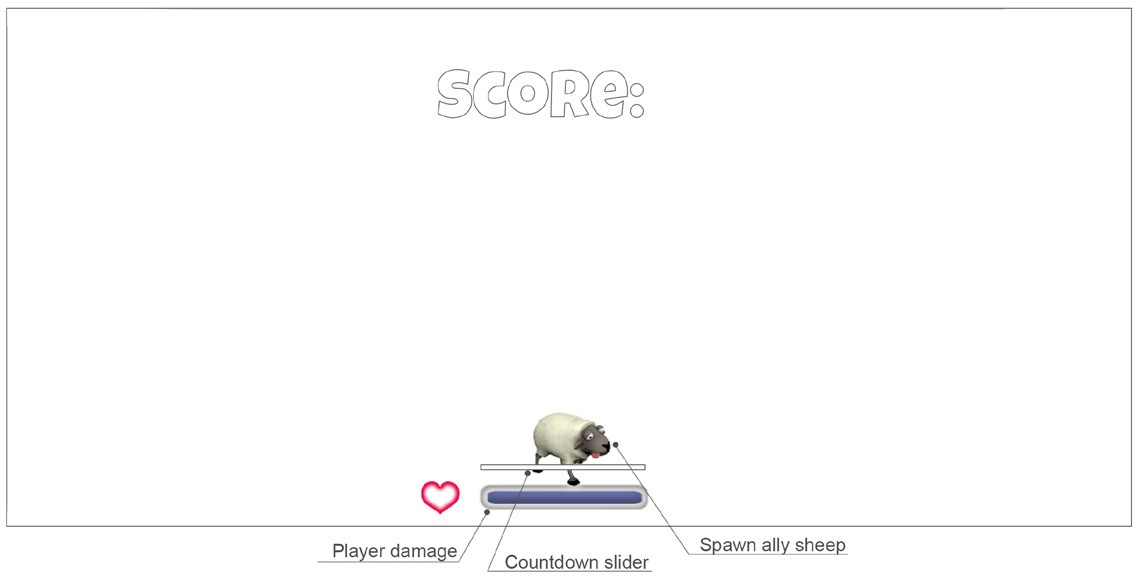 SCORe:
Player damage
Countdown slider
Spawn ally sheep